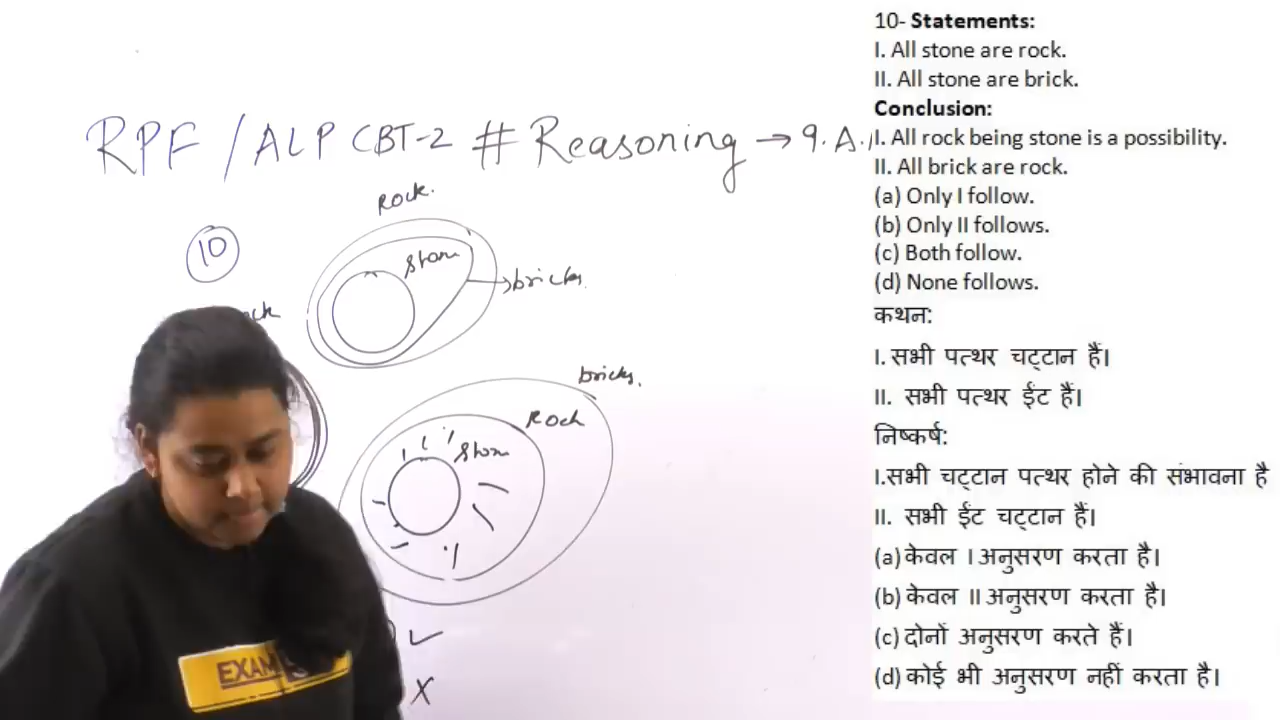 10- Statements:
I. All stone are rock.
II. All stone are brick.
Conclusion:
I. All rock being stone is a possibility.
II. All brick are rock.
(a) Only I follow.
(b) Only II follows.
(c) Both follow.
(d) None follows.
कथन:
I. सभी पत्थर चट्टान हैं।
II. सभी पत्थर ईंट हैं।
निष्कर्ष:
I.सभी चट्टान पत्थर होने की संभावना है
II. सभी ईंट चट्टान हैं।
(a) केवल I अनुसरण करता है।
(b) केवल II अनुसरण करता है।
(c) दोनों अनुसरण करते हैं।
(d) कोई भी अनुसरण नहीं करता है।
RPF / ALP CBT-2 # Reasoning → 9. A.
10
Rock.
Stone
bricks
bricks.
Rock
Stone
EXAM